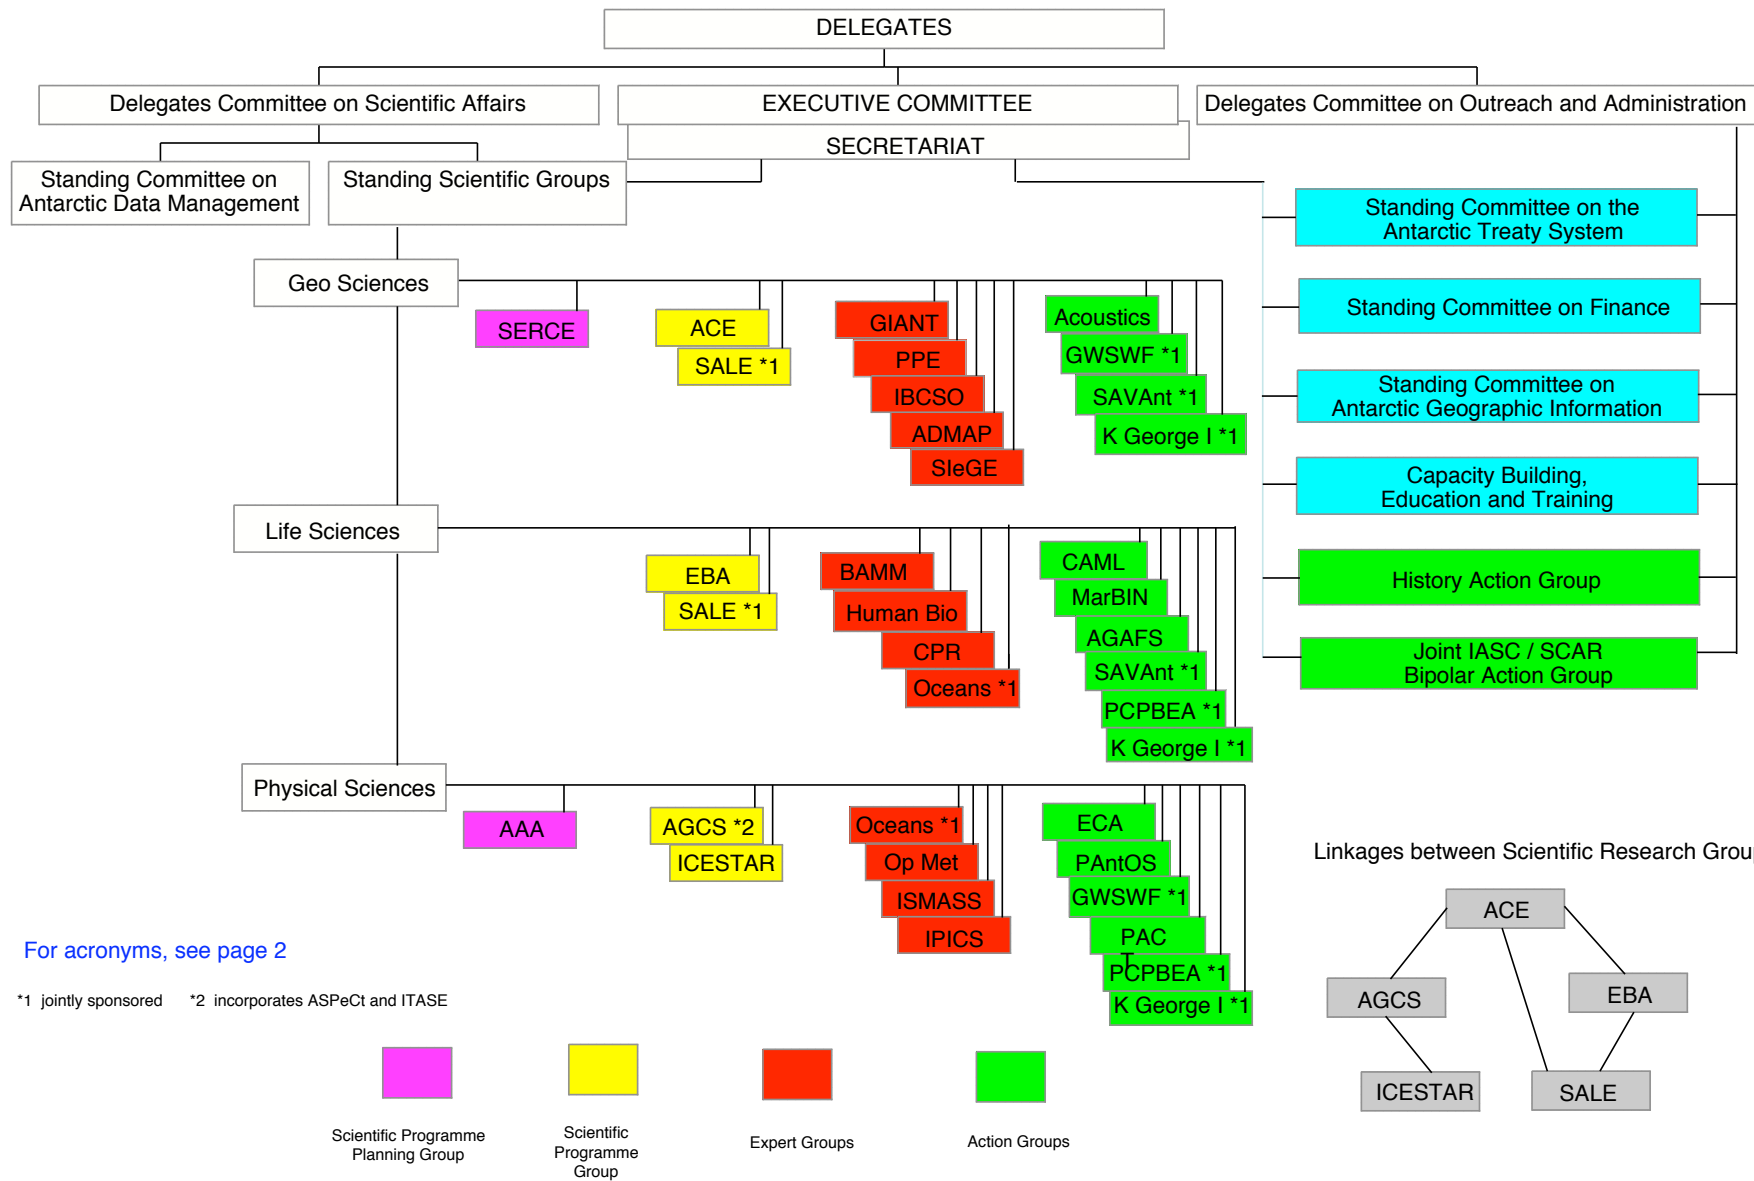 DELEGATES
Delegates Committee on Scientific Affairs
EXECUTIVE COMMITTEE
Delegates Committee on Outreach and Administration
SECRETARIAT
Standing Committee on
Antarctic Data Management
Standing Scientific Groups
Standing Committee on the
Antarctic Treaty System
Standing Committee on Finance
Standing Committee on
Antarctic Geographic Information
Capacity Building,
Education and Training
History Action Group
Joint IASC / SCAR
Bipolar Action Group
Geo Sciences
SERCE
ACE
SALE *1
GIANT
PPE
IBCSO
ADMAP
SIeGE
Acoustics
GWSWF *1
SAVAnt *1
K George I *1
Life Sciences
EBA
SALE *1
BAMM
Human Bio
CPR
Oceans *1
CAML
MarBIN
AGAFS
SAVAnt *1
PCPBEA *1
K George I *1
Physical Sciences
AAA
AGCS *2
ICESTAR
Oceans *1
Op Met
ISMASS
IPICS
ECA
PAntOS
GWSWF *1
PAC
T
PCPBEA *1
K George I *1
Linkages between Scientific Research Grou
ACE
AGCS
EBA
ICESTAR
SALE
For acronyms, see page 2
*1 jointly sponsored *2 incorporates ASPeCt and ITASE
Scientific Programme
Planning Group
Scientific
Programme
Group
Expert Groups
Action Groups